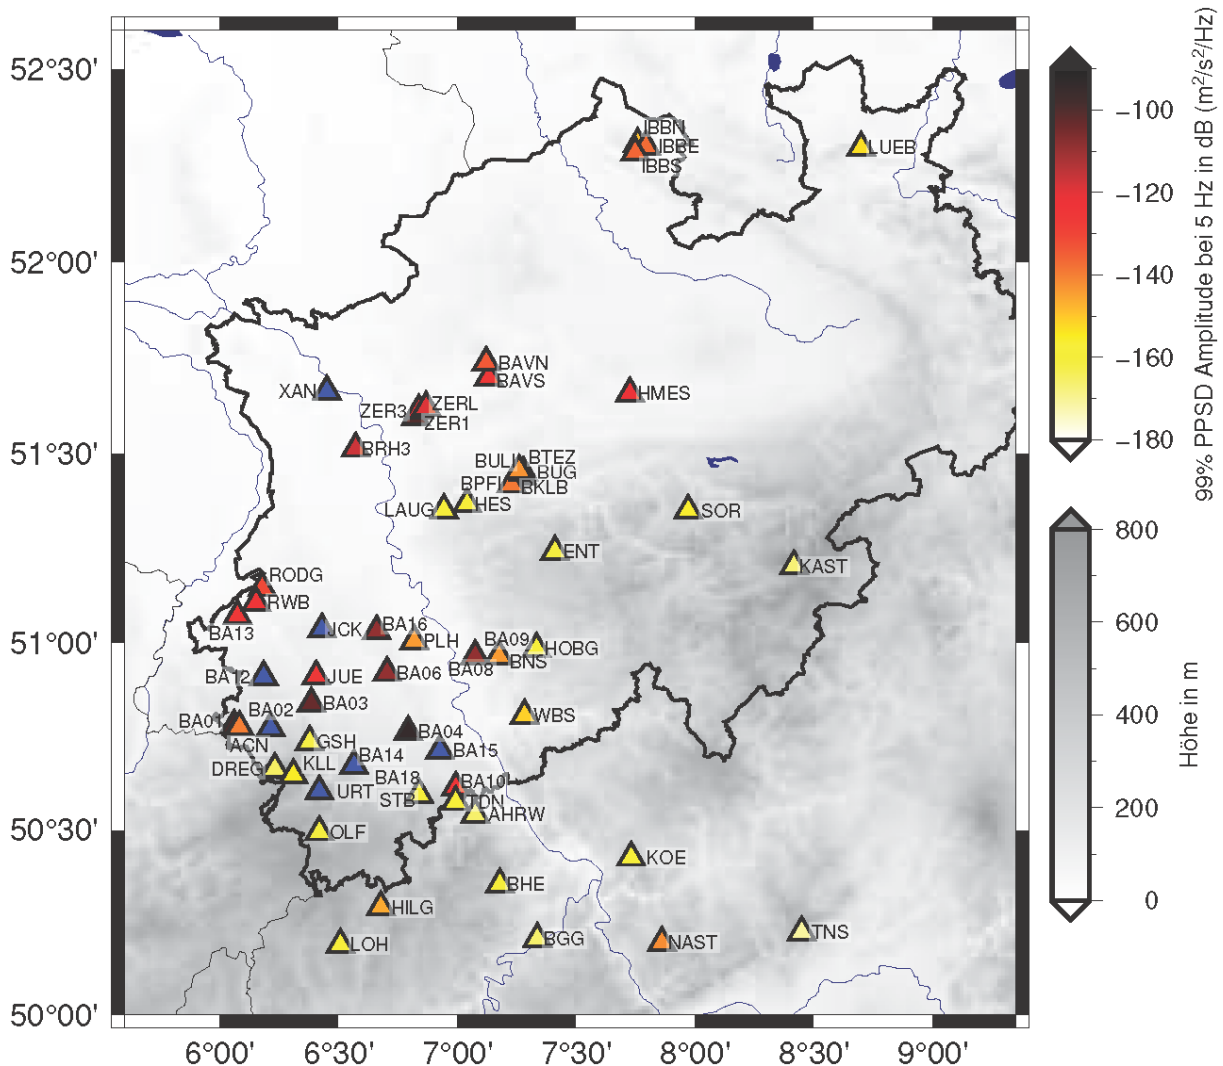 52°30'
52°00'
51°30'
51°00'
50°30'
50°00'
6°00'
6°30'
7°00'
7°30'
8°00'
8°30'
9°00'
IBBN
IBBE
IBBS
LUEB
BAVN
BAVS
XAN
ZERL
ZER3
ZER1
HMES
BRH3
BTEZ
BULI
BUG
BPFI
BKLB
HES
LAUG
SOR
ENT
KAST
RODG
RWB
BA13
JCK
BA16
PLH
BA09
HOBG
BNS
BA08
BA12
JUE
BA06
BA03
BA02
BA01
WBS
BA04
ACN
GSH
BA15
BA14
KLL
DREG
BA18
BA10
URT
STB
TDN
AHRW
OLF
KOE
BHE
HILG
LOH
BGG
NAST
TNS
−100
−120
−140
−160
−180
99% PPSD Amplitude bei 5 Hz in dB (m²/s²/Hz)
800
600
400
200
0
Höhe in m